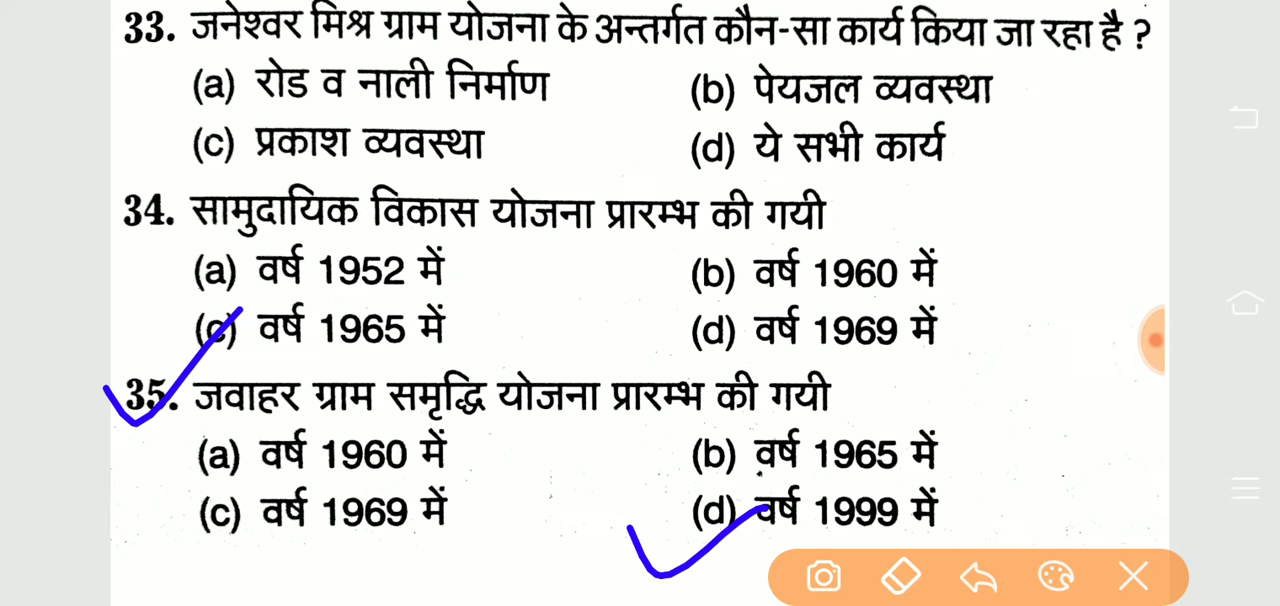 33. जनेश्वर मिश्र ग्राम योजना के अन्तर्गत कौन-सा कार्य किया जा रहा है ?
(a) रोड व नाली निर्माण (b) पेयजल व्यवस्था
(c) प्रकाश व्यवस्था (d) ये सभी कार्य
34. सामुदायिक विकास योजना प्रारम्भ की गयी
(a) वर्ष 1952 में (b) वर्ष 1960 में
(c) वर्ष 1965 में (d) वर्ष 1969 में
35. जवाहर ग्राम समृद्धि योजना प्रारम्भ की गयी
(a) वर्ष 1960 में (b) वर्ष 1965 में
(c) वर्ष 1969 में (d) वर्ष 1999 में